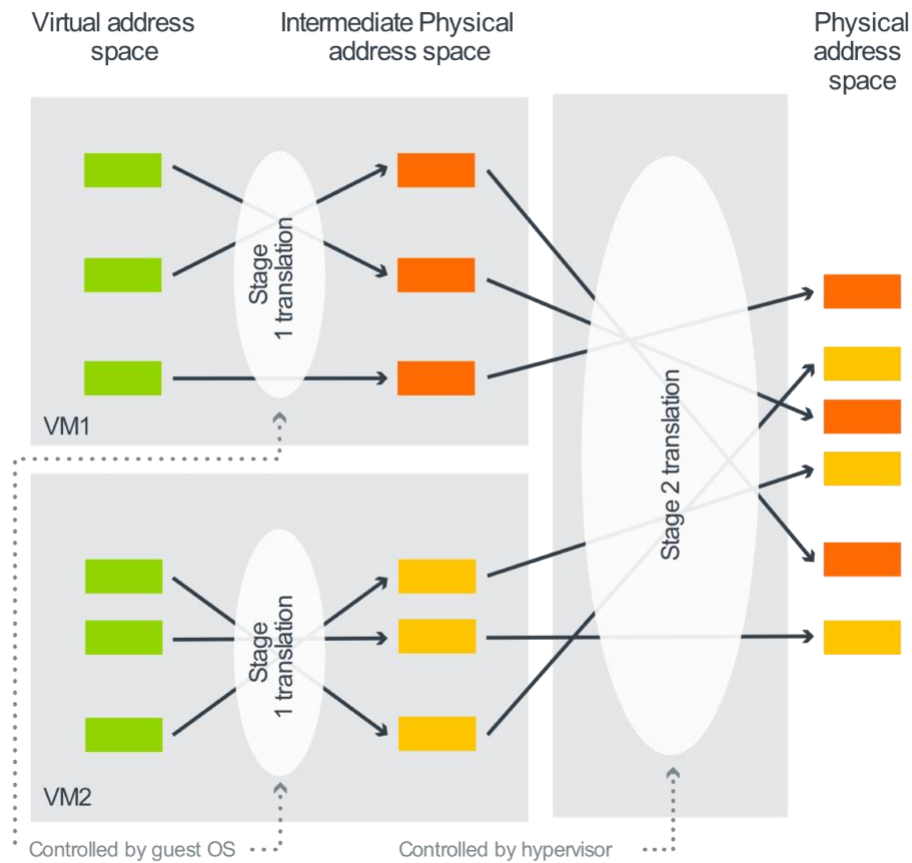 Virtual address
space
Intermediate Physical
address space
Physical
address
space
Stage
1 translation
VM1
Stage 2 translation
Stage
1 translation
VM2
Controlled by guest OS
Controlled by hypervisor